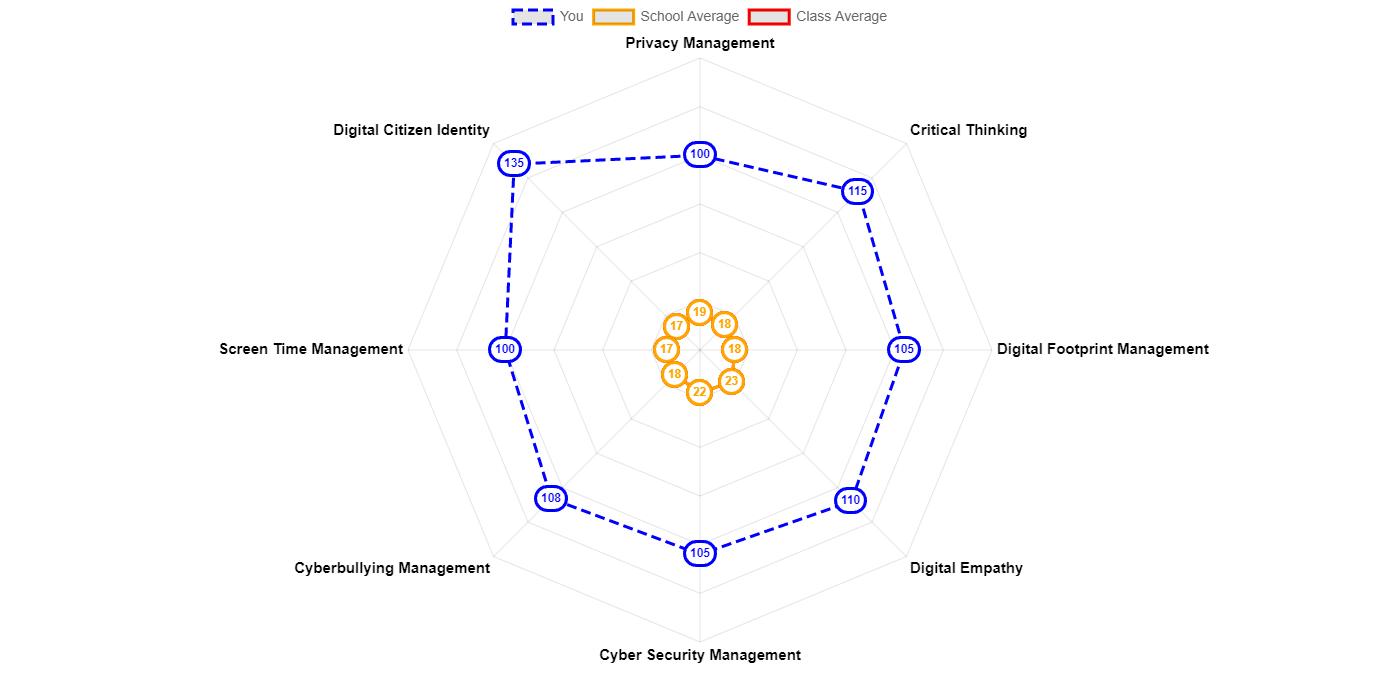 You School Average Class Average
Privacy Management
Digital Citizen Identity
Critical Thinking
135
100
115
19
17
18
Screen Time Management
100
17
18
105
Digital Footprint Management
18
23
22
108
110
105
Cyberbullying Management
Digital Empathy
Cyber Security Management